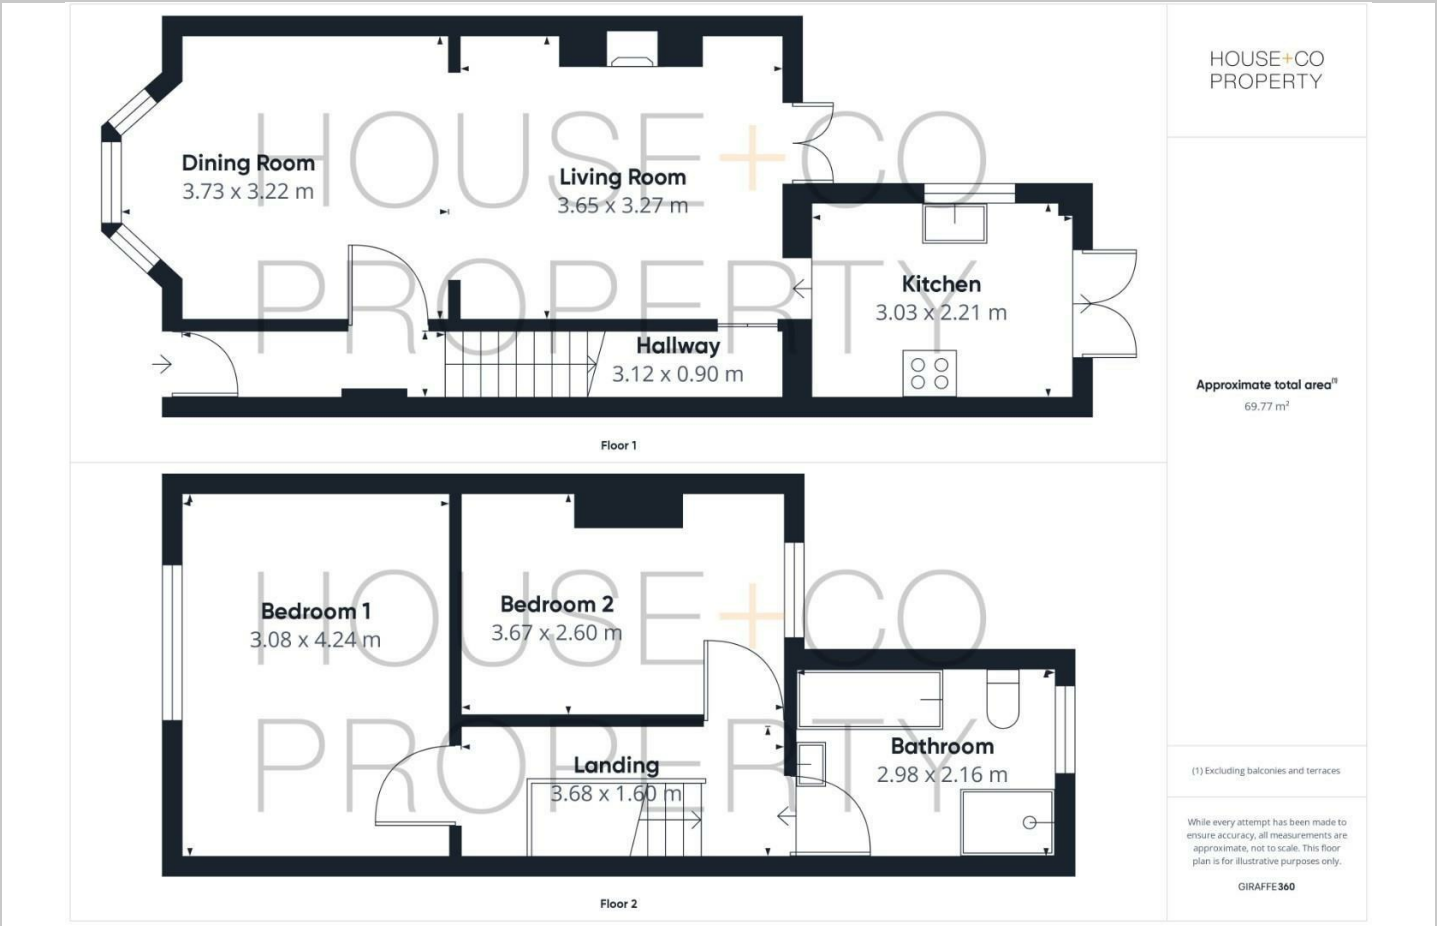 HOUSE+CO
PROPERTY
Dining Room
3.73 x 3.22 m
Living Room
3.65 x 3.27 m
Kitchen
3.03 x 2.21 m
Hallway
3.12 x 0.90 m
Floor 1
HOUSE+CO
PROPERTY
Bedroom 1
3.08 x 4.24 m
Bedroom 2
3.67 x 2.60 m
Landing
3.68 x 1.60 m
Bathroom
2.98 x 2.16 m
Floor 2
HOUSE+CO
PROPERTY
Approximate total area(1)
69.77 m²
(1) Excluding balconies and terraces
While every attempt has been made to
ensure accuracy, all measurements are
approximate, not to scale. This floor
plan is for illustrative purposes only.
GIRAFFE360